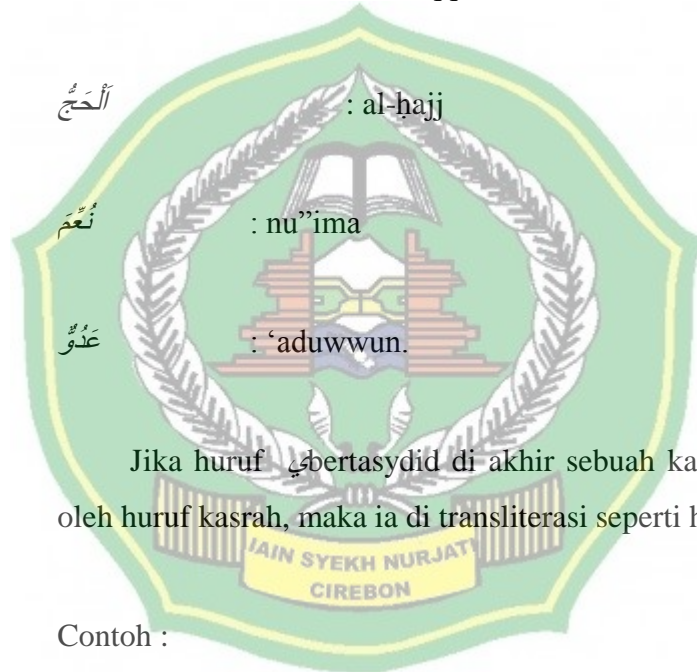 اَلْحَجُّ : al-ḥajj
نُعِّمَ : nu”ima
عَدُوٌّ : ‘aduwwun.
Jika huruf ي bertasydid di akhir sebuah ka
oleh huruf kasrah, maka ia di transliterasi seperti h
IAIN SYEKH NURJATI
CIREBON
Contoh :